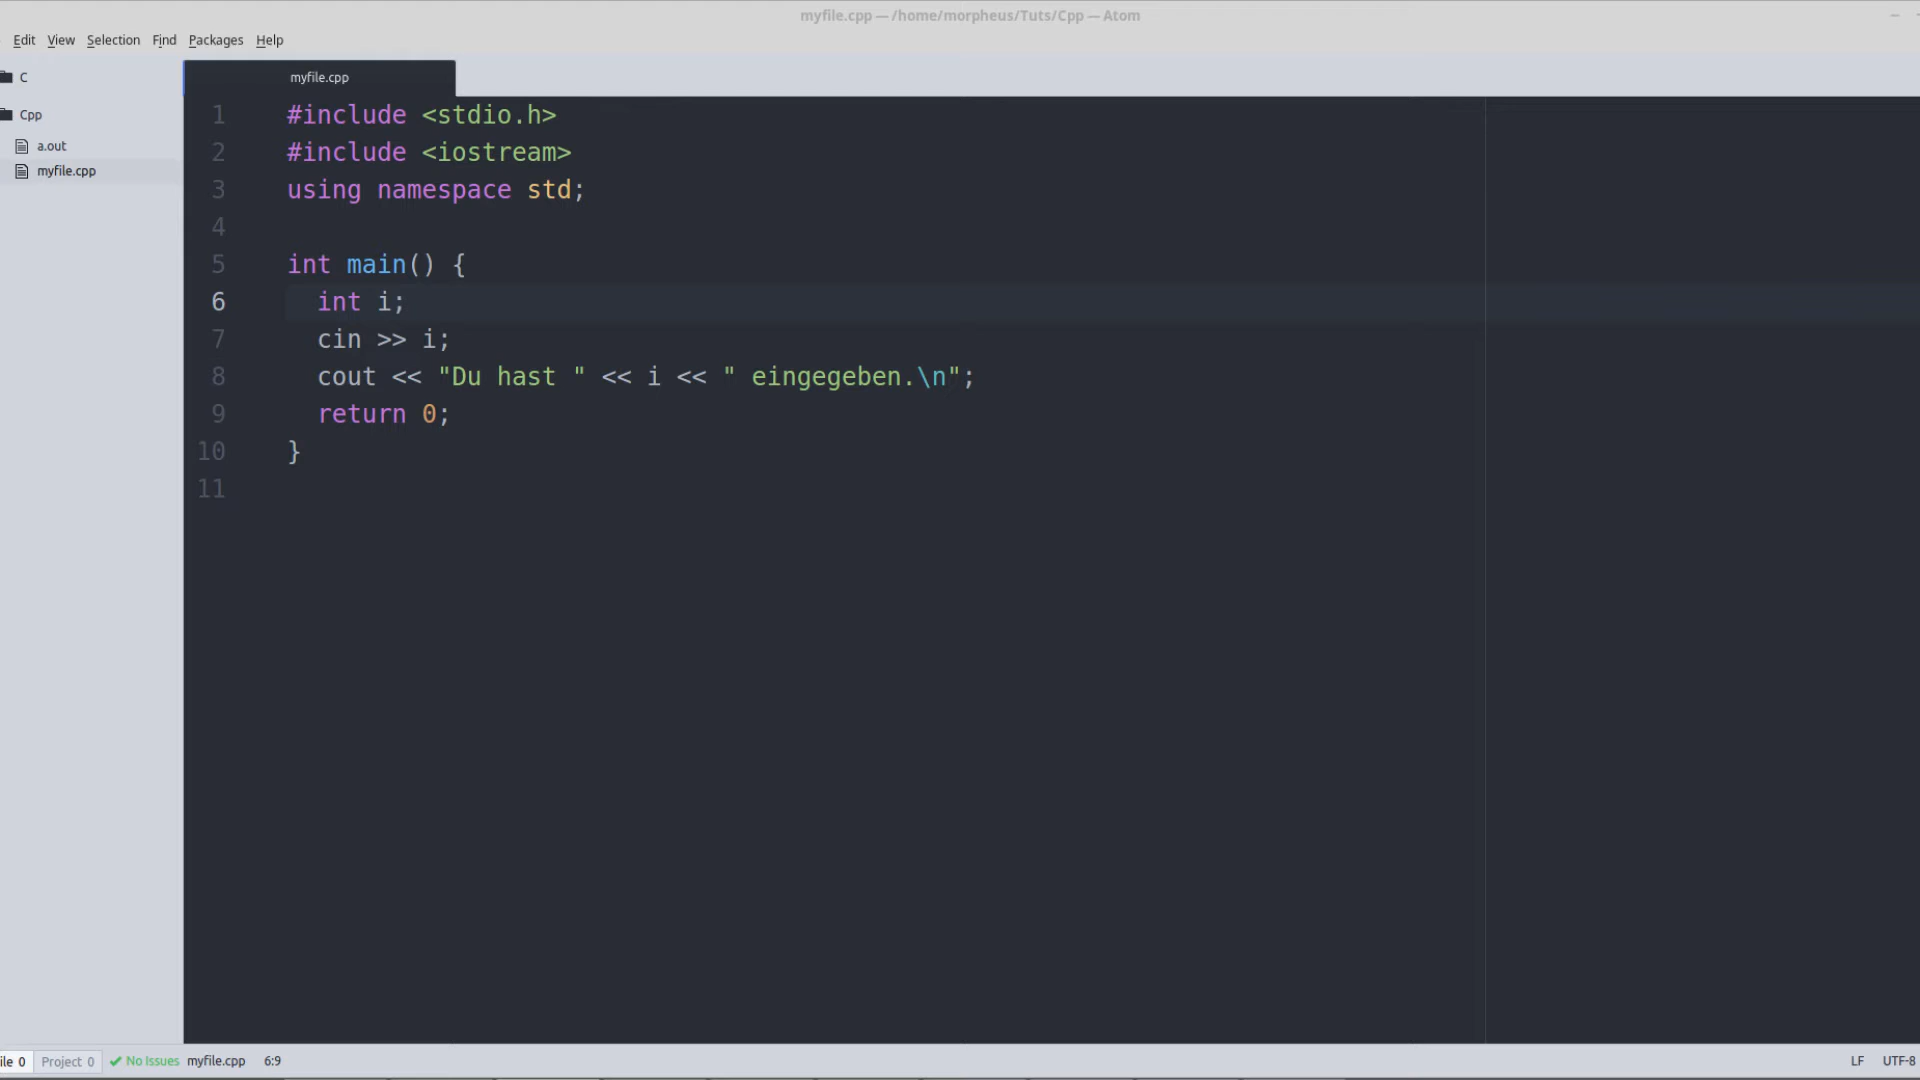 myfile.cpp — /home/morpheus/Tuts/Cpp — Atom
Edit View Selection Find Packages Help
C
Cpp
a.out
myfile.cpp
myfile.cpp
1 #include <stdio.h>
2 #include <iostream>
3 using namespace std;
4
5 int main() {
6 int i;
7 cin >> i;
8 cout << "Du hast " << i << " eingegeben.\n";
9 return 0;
10 }
11
ile 0 Project 0 No Issues myfile.cpp 6:9 LF UTF-8